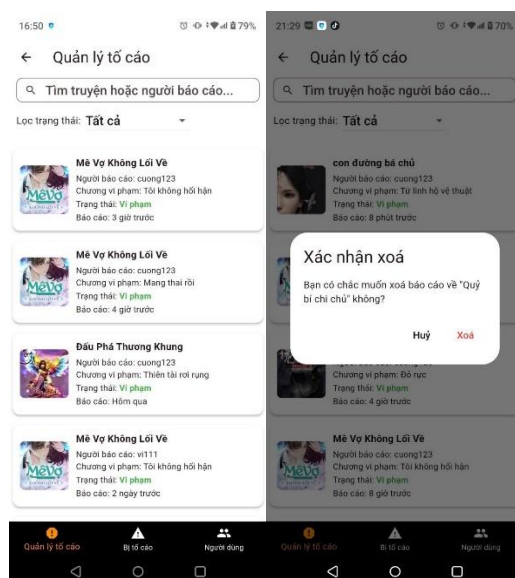 16:50
79%
Quản lý tố cáo
Tìm truyện hoặc người báo cáo...
Lọc trạng thái: Tất cả
Mê Vợ Không Lối Về
Người báo cáo: cuong123
Chương vi phạm: Tôi không hối hận
Trạng thái: Vi phạm
Báo cáo: 3 giờ trước
MêVợ
Mê Vợ Không Lối Về
Người báo cáo: cuong123
Chương vi phạm: Mang thai rồi
Trạng thái: Vi phạm
Báo cáo: 4 giờ trước
MêVợ
Đấu Phá Thương Khung
Người báo cáo: cuong123
Chương vi phạm: Thiên tài rơi rụng
Trạng thái: Vi phạm
Báo cáo: Hôm qua
Mê Vợ Không Lối Về
Người báo cáo: vi111
Chương vi phạm: Tôi không hối hận
Trạng thái: Vi phạm
Báo cáo: 2 ngày trước
MêVợ
Quản lý tố cáo
Bị tố cáo
Người dùng
21:29
70%
Quản lý tố cáo
Tìm truyện hoặc người báo cáo...
Lọc trạng thái: Tất cả
con đường bá chủ
Người báo cáo: cuong123
Chương vi phạm: Tử linh hộ vệ thuật
Trạng thái: Vi phạm
Báo cáo: 8 phút trước
Xác nhận xoá
Bạn có chắc muốn xoá báo cáo về "Quỷ
bí chi chủ" không?
Huỷ
Xoá
Chương vi phạm: Đỏ rực
Trạng thái: Vi phạm
Báo cáo: 4 giờ trước
Mê Vợ Không Lối Về
Người báo cáo: cuong123
Chương vi phạm: Tôi không hối hận
Trạng thái: Vi phạm
Báo cáo: 8 giờ trước
MêVợ
Quản lý tố cáo
Bị tố cáo
Người dùng